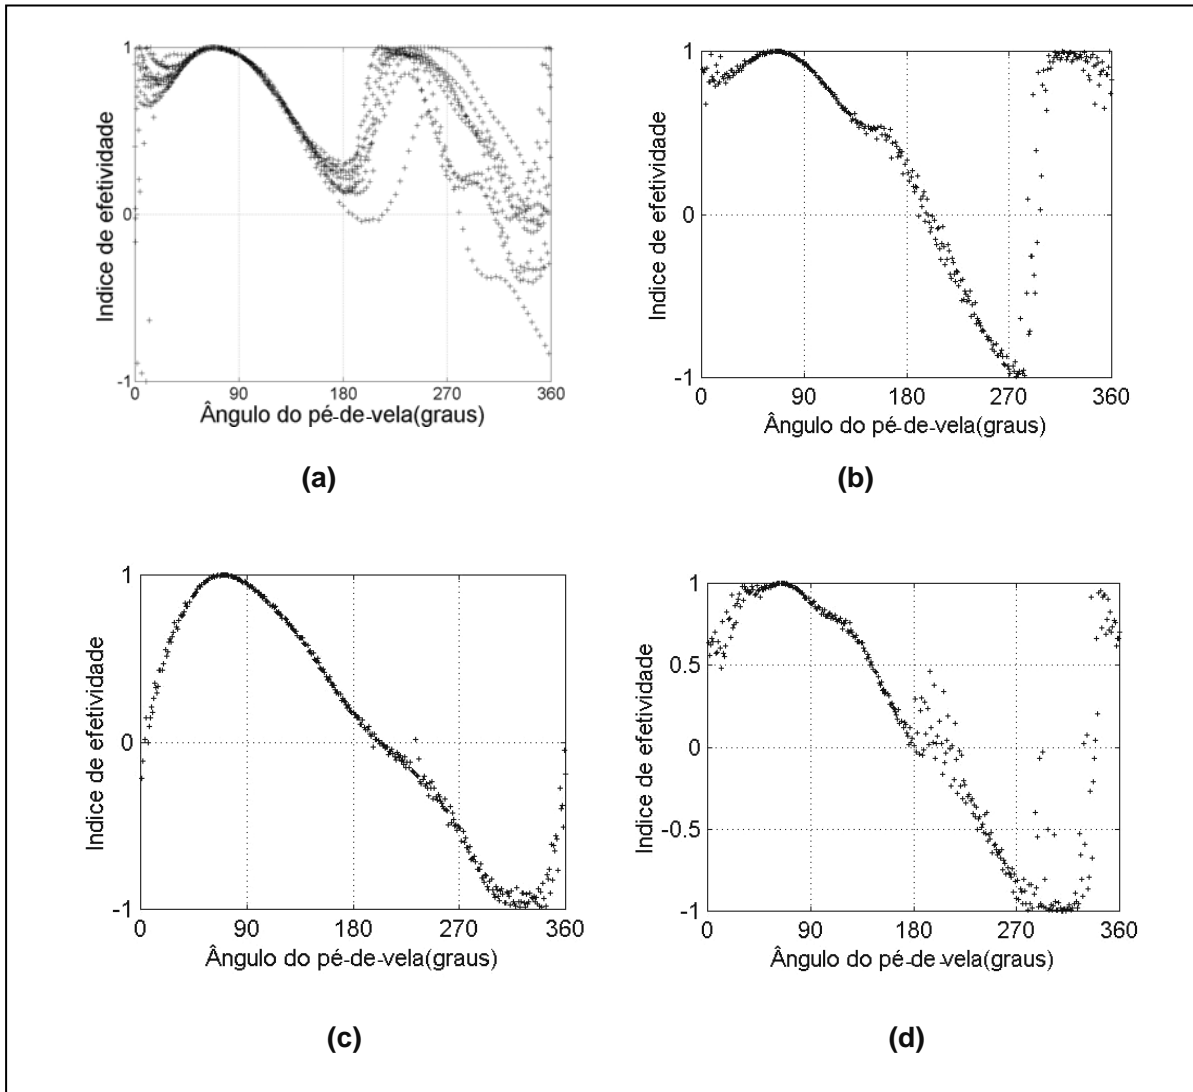 1
0
-1
Indice de efetividade
0 90 180 270 360
Ângulo do pé-de-vela(graus)
(a)
1
0
-1
Indice de efetividade
0 90 180 270 360
Ângulo do pé-de-vela(graus)
(b)
1
0
-1
Indice de efetividade
0 90 180 270 360
Ângulo do pé-de-vela(graus)
(c)
1
0.5
0
-0.5
-1
Indice de efetividade
0 90 180 270 360
Ângulo do pé-de-vela(graus)
(d)